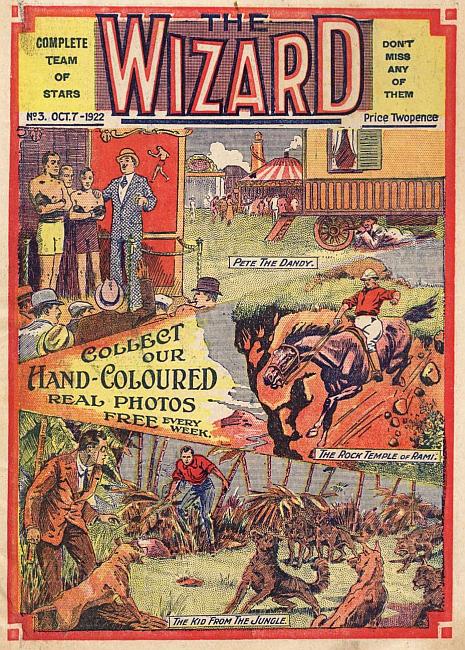 THE
WIZARD
COMPLETE
TEAM
OF
STARS
DON'T
MISS
ANY
OF
THEM
Nº3. OCT. 7-1922
Price Twopence
PETE THE DANDY.
COLLECT
OUR
HAND-COLOURED
REAL PHOTOS
FREE EVERY
WEEK.
THE ROCK TEMPLE OF RAMI.
THE KID FROM THE JUNGLE.